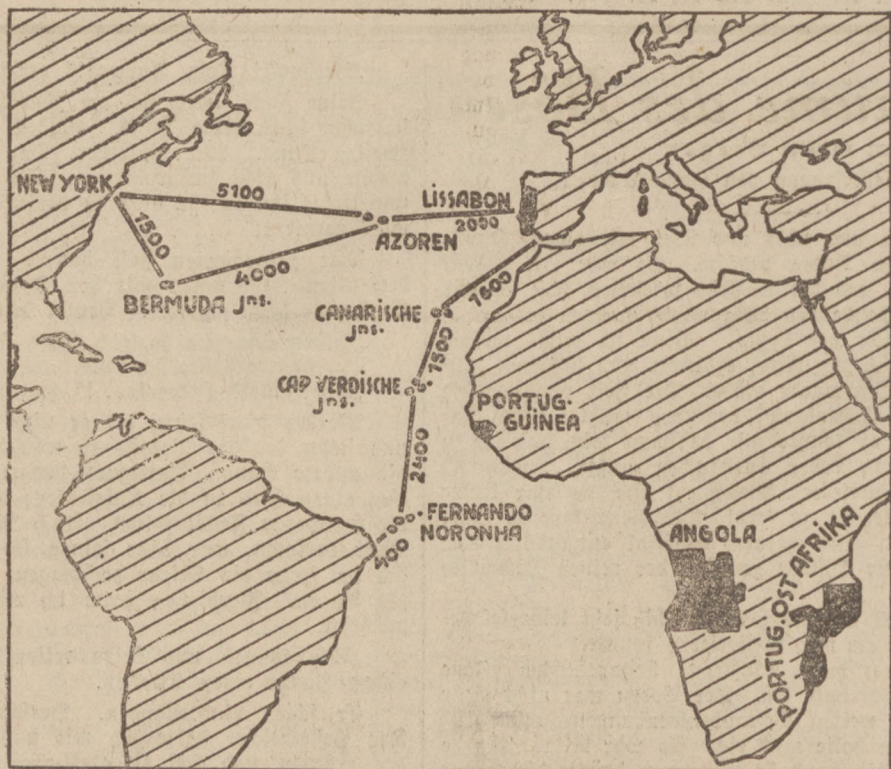 NEW YORK
5100
LISSABON
2000
AZOREN
1500
4000
BERMUDA Jns.
1600
CANARISCHE
Jns.
1500
CAP VERDISCHE
Jns.
PORTUG.
GUINEA
2400
FERNANDO
NORONHA
400
ANGOLA.
PORTUG. OST AFRIKA